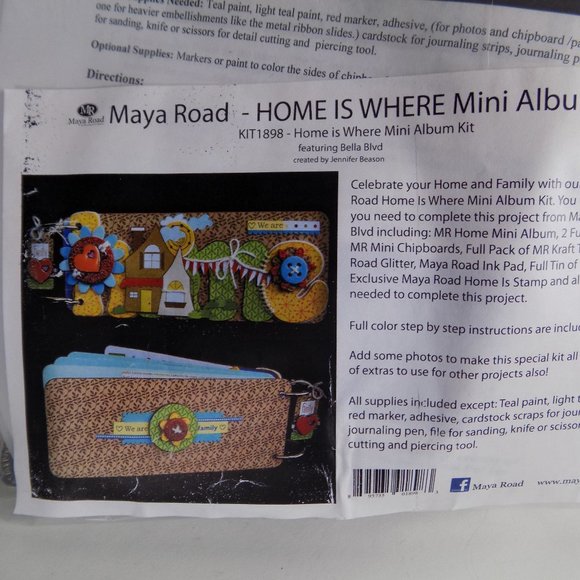 Supplies Needed: Teal paint, light teal paint, red marker, adhesive, (for photos and chipboard /pa
one for heavier embellishments like the metal ribbon slides.) cardstock for journaling strips, journaling p
for sanding, knife or scissors for detail cutting and piercing tool.
Optional Supplies: Markers or paint to color the sides of chipb
Directions:
MR
Maya Road
Maya Road - HOME IS WHERE Mini Albu
KIT1898 - Home is Where Mini Album Kit
featuring Bella Blvd
created by Jennifer Beason
We are
We are
family
Celebrate your Home and Family with ou
Road Home Is Where Mini Album Kit. You
you need to complete this project from Ma
Blvd including: MR Home Mini Album, 2 Fu
MR Mini Chipboards, Full Pack of MR Kraft T
Road Glitter, Maya Road Ink Pad, Full Tin of
Exclusive Maya Road Home Is Stamp and al
needed to complete this project.
Full color step by step instructions are includ
Add some photos to make this special kit all
of extras to use for other projects also!
All supplies included except: Teal paint, light t
red marker, adhesive, cardstock scraps for jou
journaling pen, file for sanding, knife or scissor
cutting and piercing tool.
f Maya Road www.may